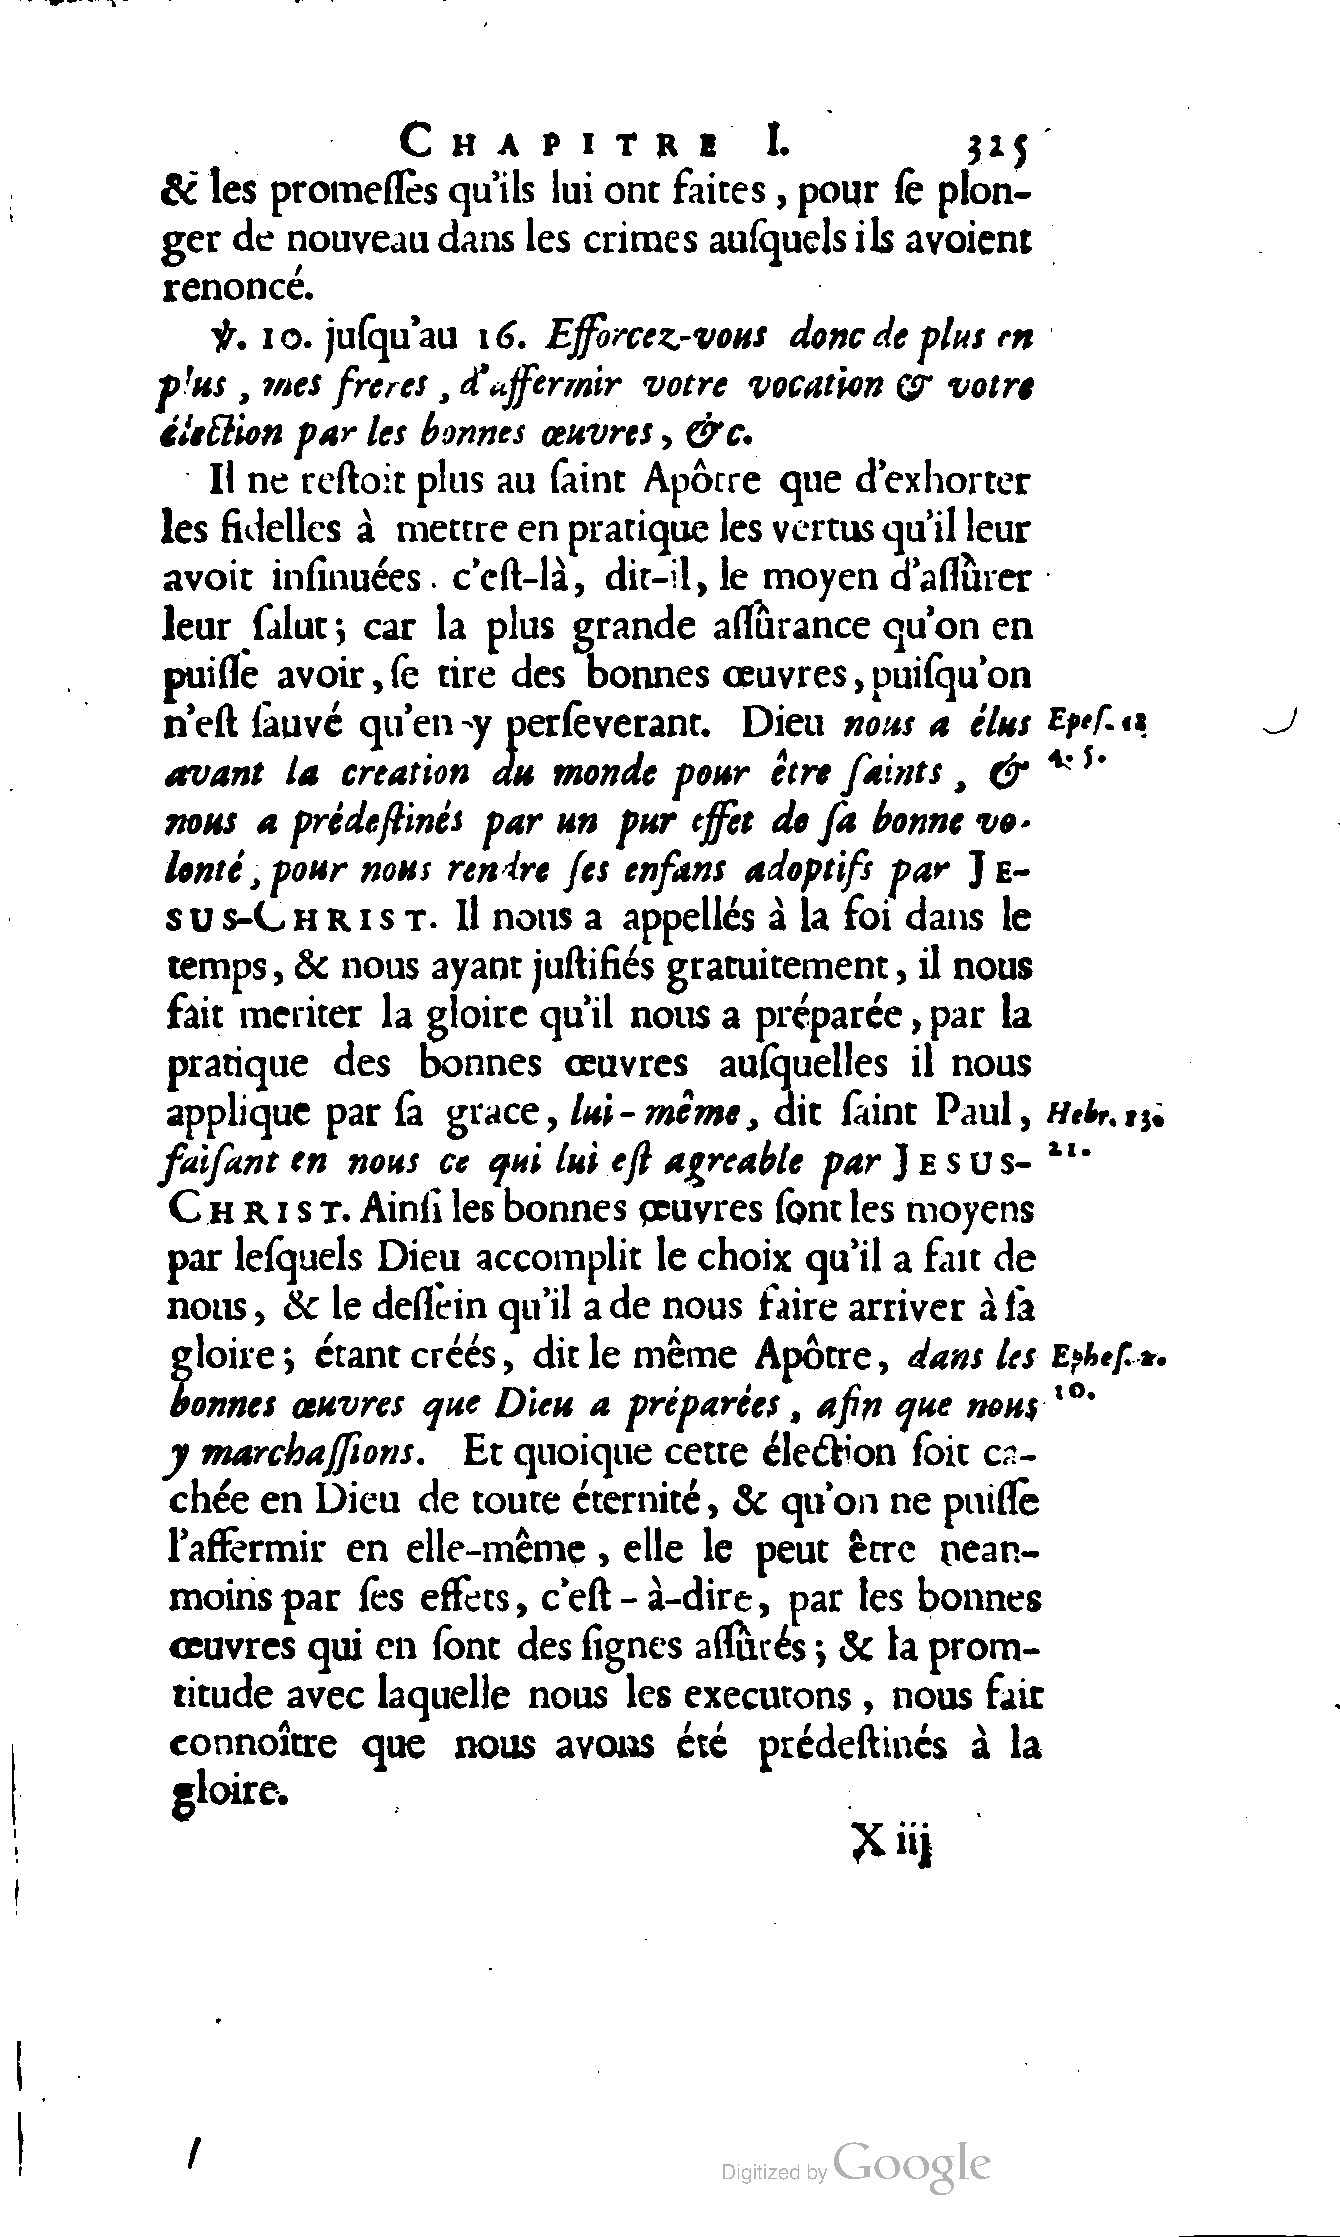 CHAPITRE I. 325
& les promeſſes qu'ils lui ont faites, pour ſe plon-
ger de nouveau dans les crimes auſquels ils avoient
renoncé.
℣. 10. juſqu'au 16. Efforcez-vous donc de plus en
plus, mes freres, d'affermir votre vocation & votre
élection par les bonnes œuvres, &c.
Il ne reſtoit plus au ſaint Apôtre que d'exhorter
les fidelles à mettre en pratique les vertus qu'il leur
avoit inſinuées. c'eſt-là, dit-il, le moyen d'aſſûrer
leur ſalut; car la plus grande aſſûrance qu'on en
puiſſe avoir, ſe tire des bonnes œuvres, puiſqu'on
n'eſt ſauvé qu'en-y perſeverant. Dieu nous a élus Epeſ.
avant la creation du monde pour être ſaints, & 4. 5.
nous a prédeſtinés par un pur effet de ſa bonne vo-
lonté, pour nous rendre ſes enfans adoptifs par JE-
SUS-CHRIST. Il nous a appellés à la foi dans le
temps, & nous ayant juſtifiés gratuitement, il nous
fait meriter la gloire qu'il nous a préparée, par la
pratique des bonnes œuvres auſquelles il nous
applique par ſa grace, lui-même, dit ſaint Paul, Hebr. 13.
faiſant en nous ce qui lui eſt agreable par JESUS- 21.
CHRIST. Ainſi les bonnes œuvres ſont les moyens
par leſquels Dieu accomplit le choix qu'il a fait de
nous, & le deſſein qu'il a de nous faire arriver à ſa
gloire; étant créés, dit le même Apôtre, dans les Epheſ. 2.
bonnes œuvres que Dieu a préparées, afin que nous 10.
y marchaſſions. Et quoique cette élection ſoit ca-
chée en Dieu de toute éternité, & qu'on ne puiſſe
l'affermir en elle-même, elle le peut être nean-
moins par ſes effets, c'eſt-à-dire, par les bonnes
œuvres qui en ſont des ſignes aſſûrés; & la prom-
titude avec laquelle nous les executons, nous fait
connoître que nous avons été prédeſtinés à la
gloire.
X iij
Digitized by Google